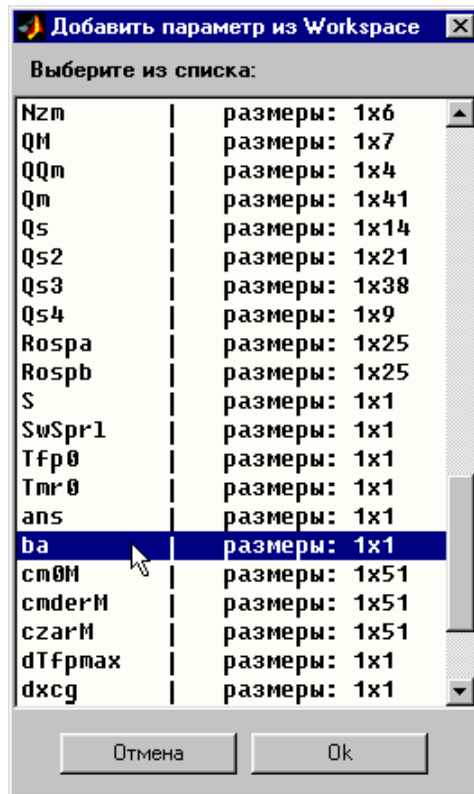 Добавить параметр из Workspace
Выберите из списка:
Nzm | размеры: 1x6
QM | размеры: 1x7
QQm | размеры: 1x4
Qm | размеры: 1x41
Qs | размеры: 1x14
Qs2 | размеры: 1x21
Qs3 | размеры: 1x38
Qs4 | размеры: 1x9
Rospa | размеры: 1x25
Rospb | размеры: 1x25
S | размеры: 1x1
SwSprl | размеры: 1x1
Tfp0 | размеры: 1x1
Tmr0 | размеры: 1x1
ans | размеры: 1x1
ba | размеры: 1x1
cm0M | размеры: 1x51
cmderM | размеры: 1x51
czarM | размеры: 1x51
dTfpmax | размеры: 1x1
dxcg | размеры: 1x1
Отмена Ok